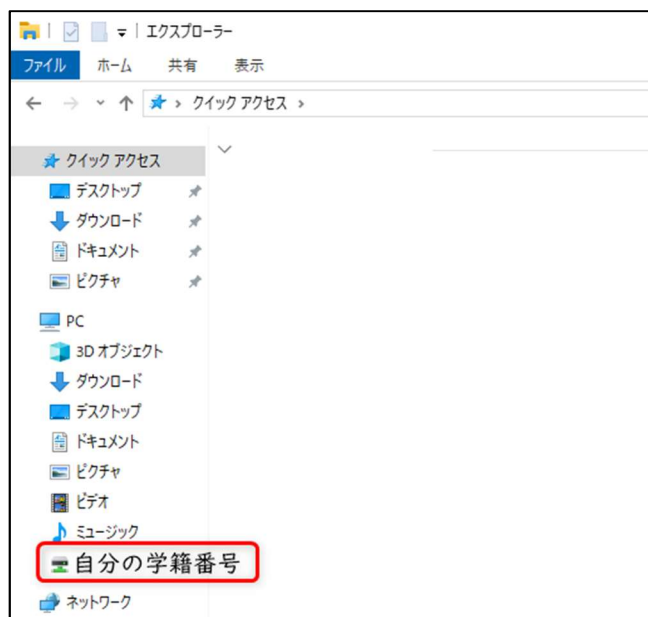 エクスプローラー
ファイル ホーム 共有 表示
クイック アクセス
クイック アクセス
デスクトップ
ダウンロード
ドキュメント
ピクチャ
PC
3D オブジェクト
ダウンロード
デスクトップ
ドキュメント
ピクチャ
ビデオ
ミュージック
自分の学籍番号
ネットワーク